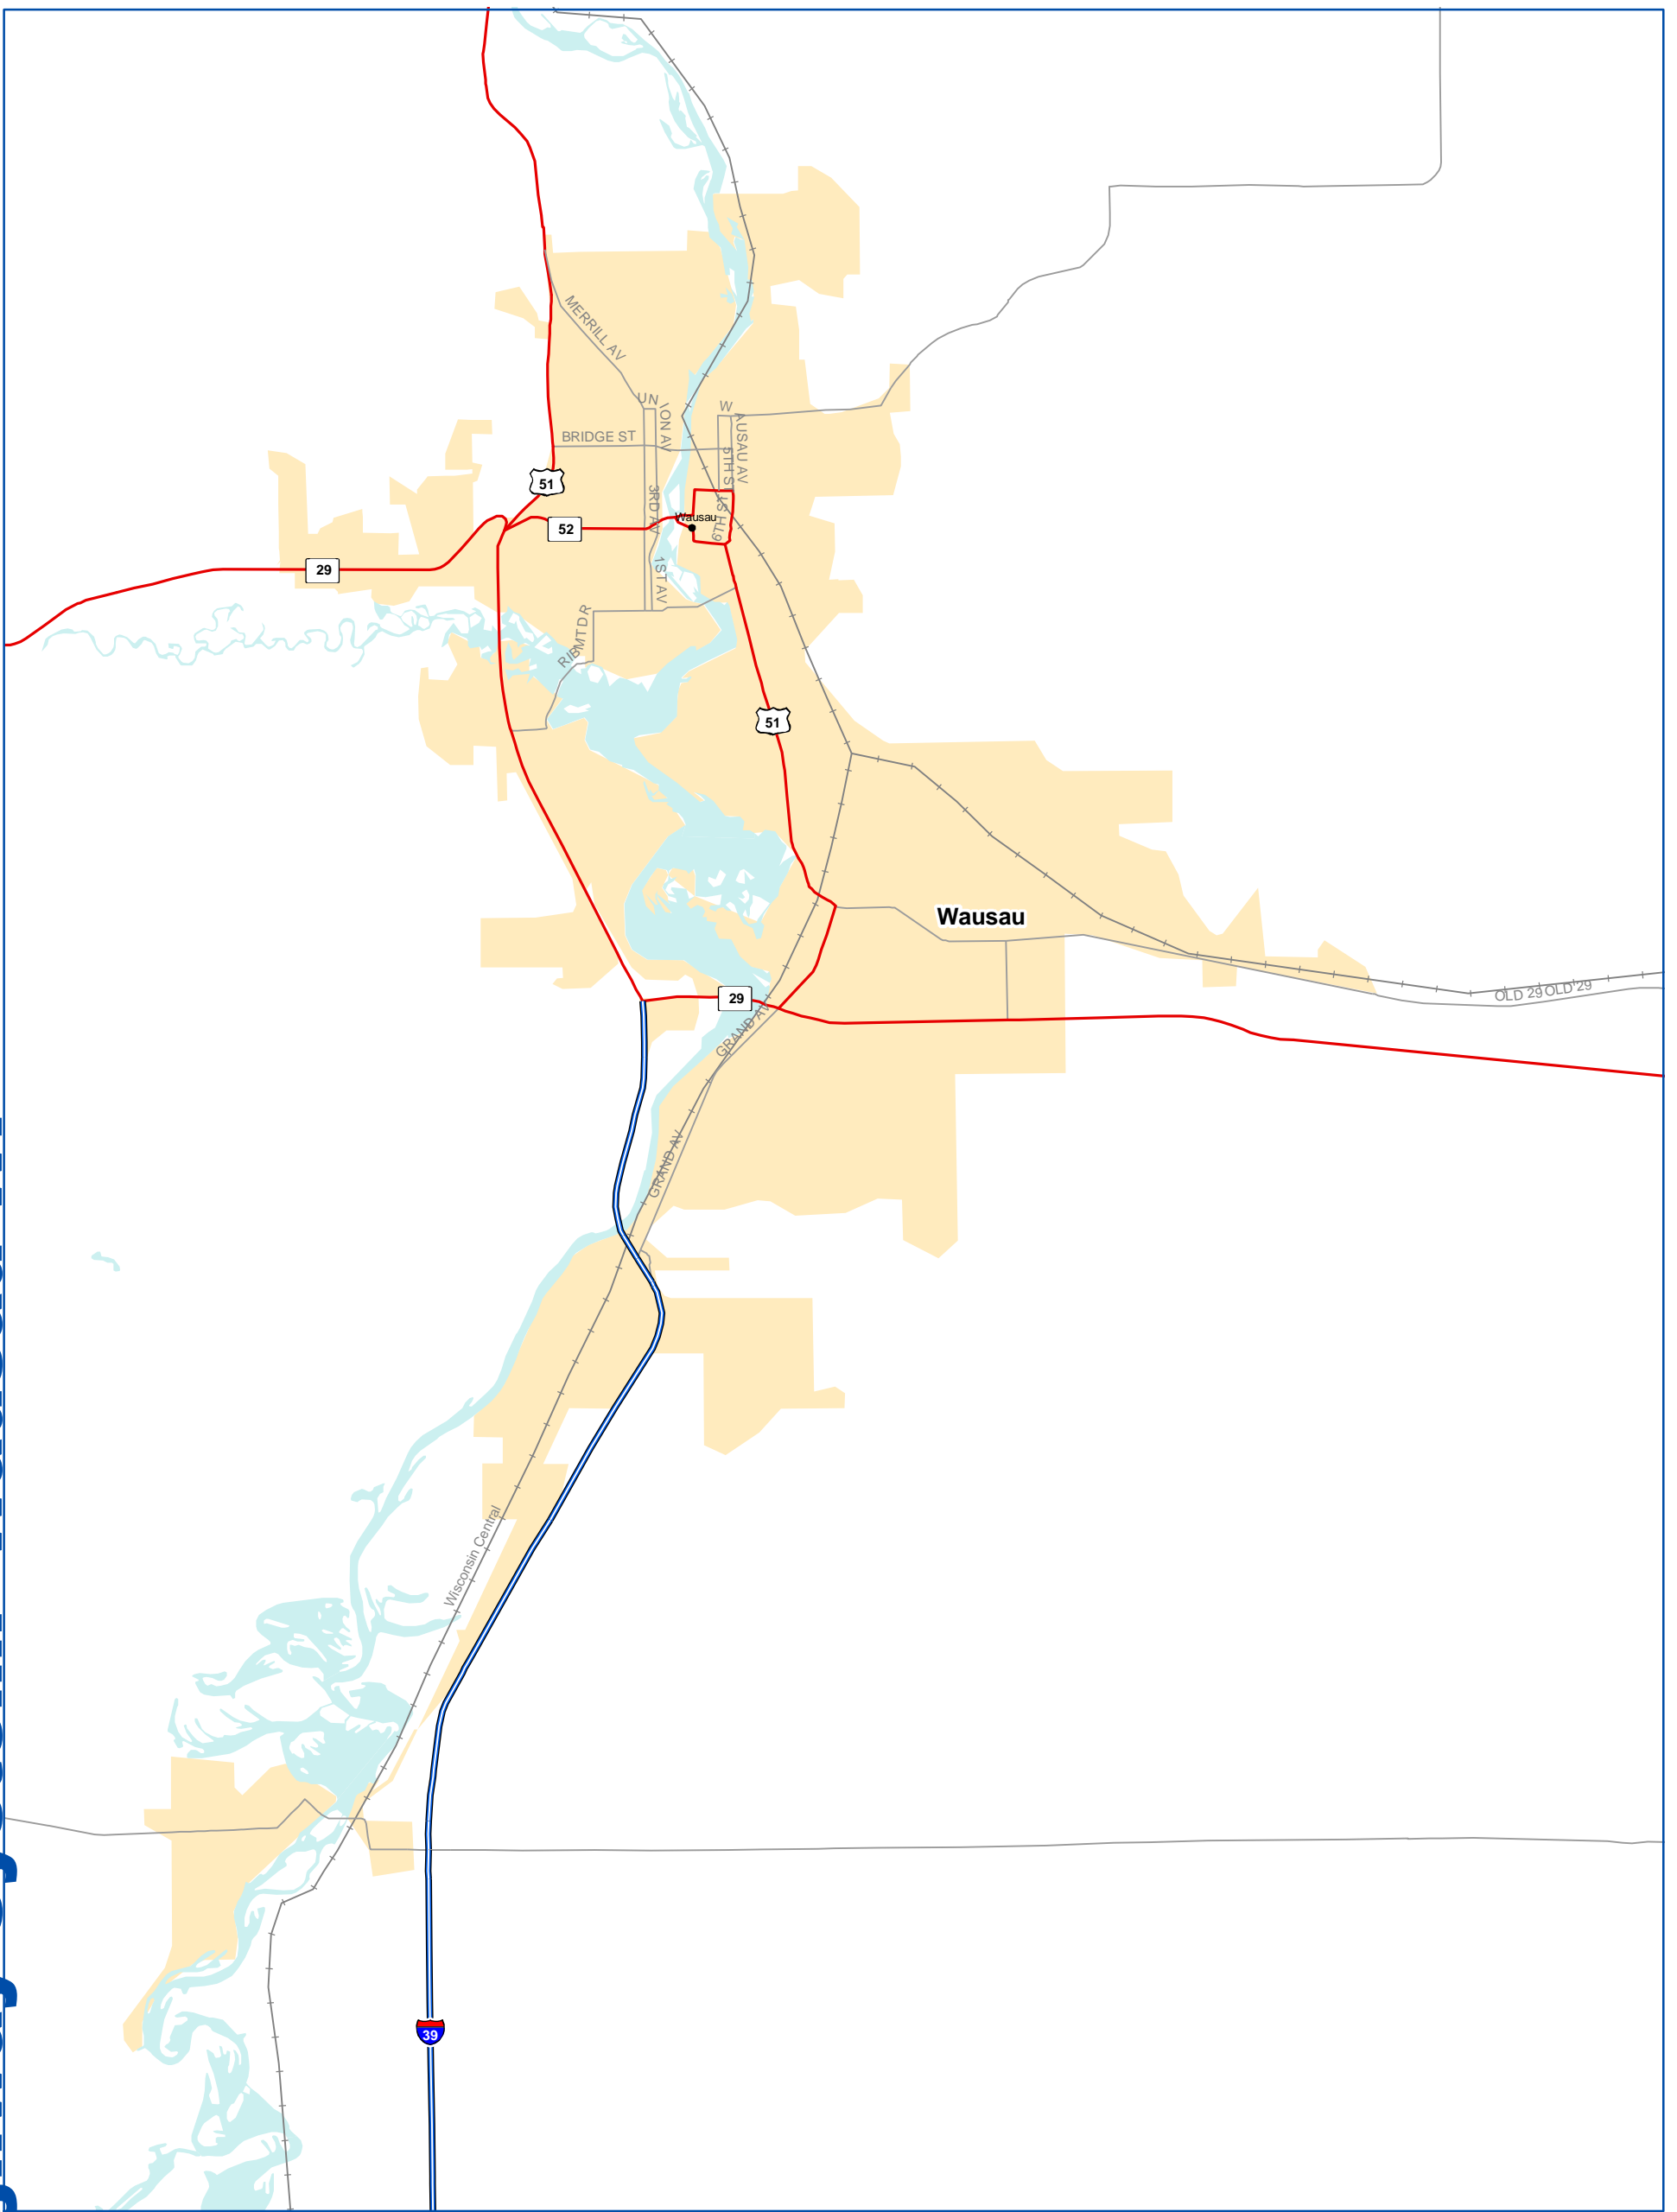 MERRILL AV
UNION AV
WAUSAU AV
BRIDGE ST
5TH ST
51
3RD AV
Wausau
6TH ST
52
29
1ST AV
RIB MT DR
51
Wausau
OLD 29
OLD 29
29
GRAND AV
GRAND AV
Wisconsin Central
39